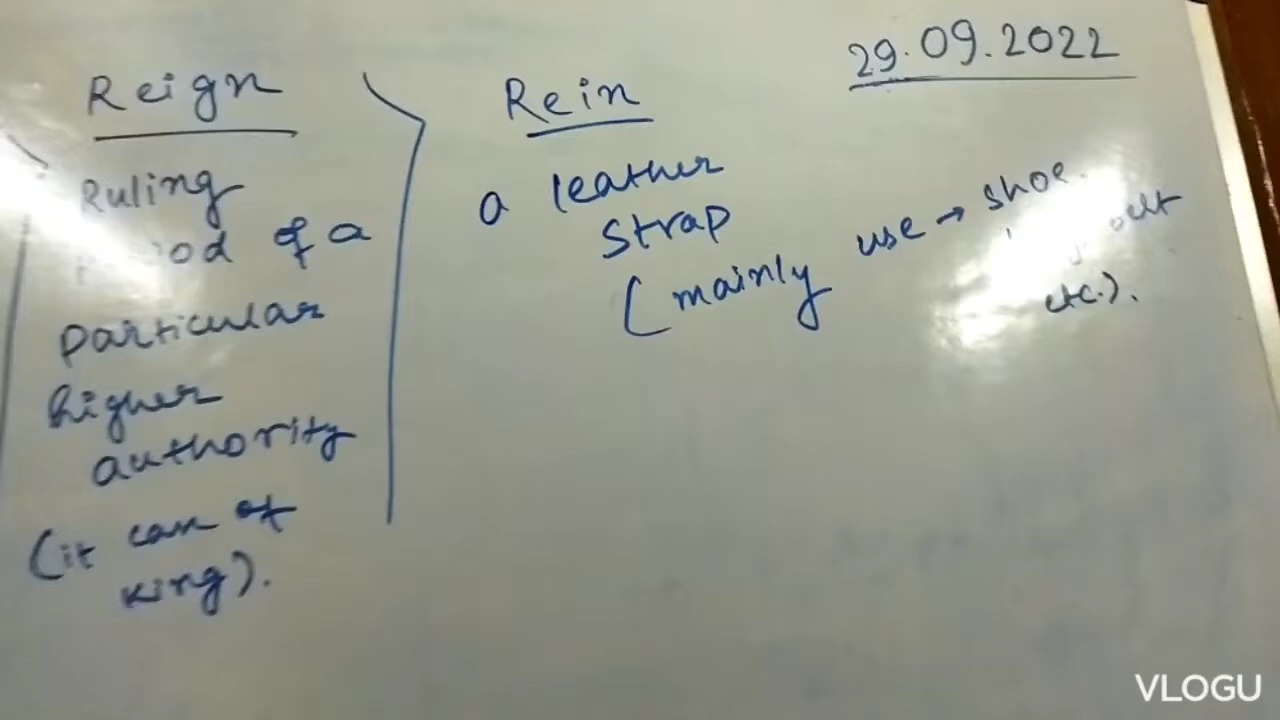 29.09.2022
Reign
Ruling
of a
particular
higher
authority
(it can of
king).
Rein
a leather
strap
(mainly use → shoe,
etc.).
VLOGU